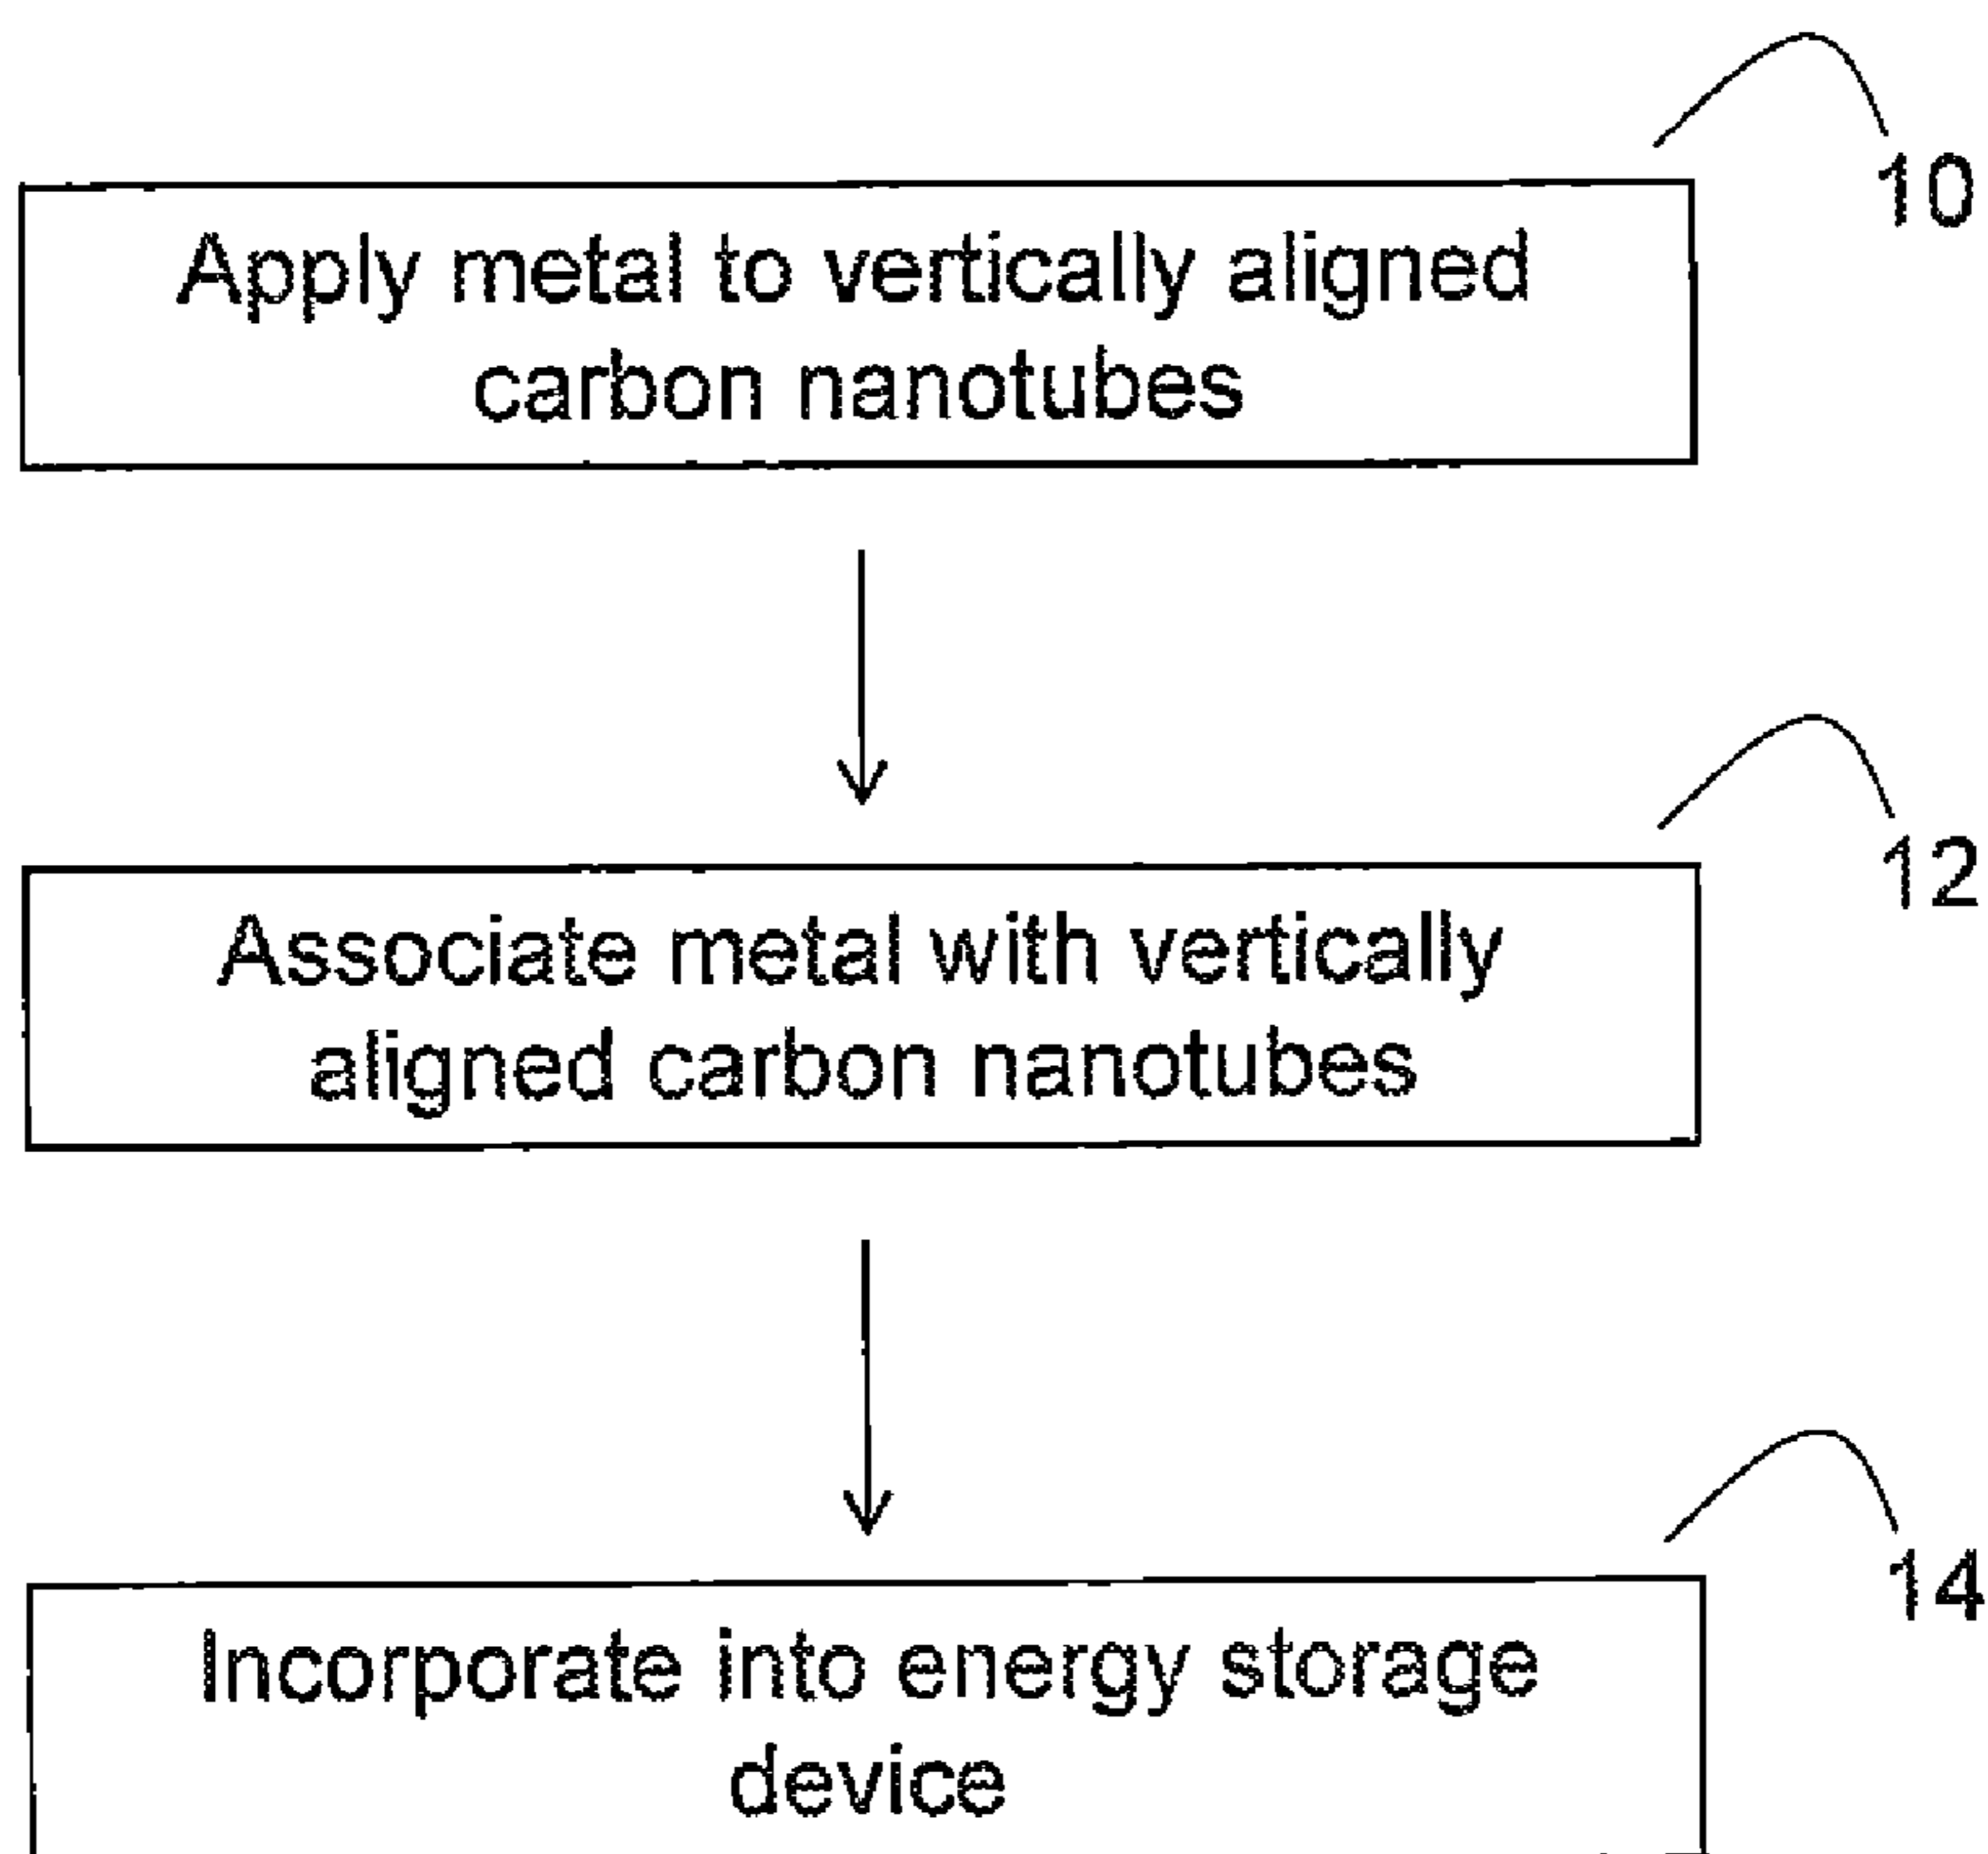 10
Apply metal to vertically aligned
carbon nanotubes
12
Associate metal with vertically
aligned carbon nanotubes
14
Incorporate into energy storage
device